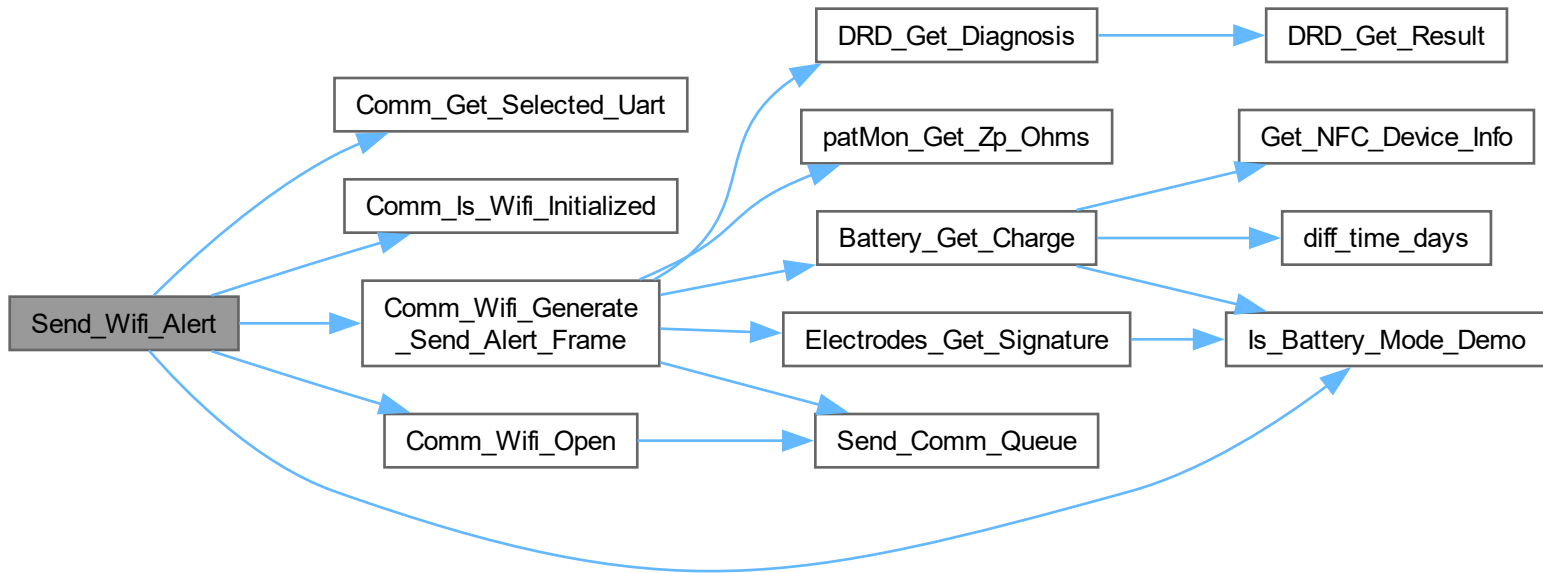 Send_Wifi_Alert
Comm_Get_Selected_Uart
Comm_Is_Wifi_Initialized
Comm_Wifi_Generate
_Send_Alert_Frame
Comm_Wifi_Open
DRD_Get_Diagnosis
patMon_Get_Zp_Ohms
Battery_Get_Charge
Electrodes_Get_Signature
Send_Comm_Queue
DRD_Get_Result
Get_NFC_Device_Info
diff_time_days
Is_Battery_Mode_Demo